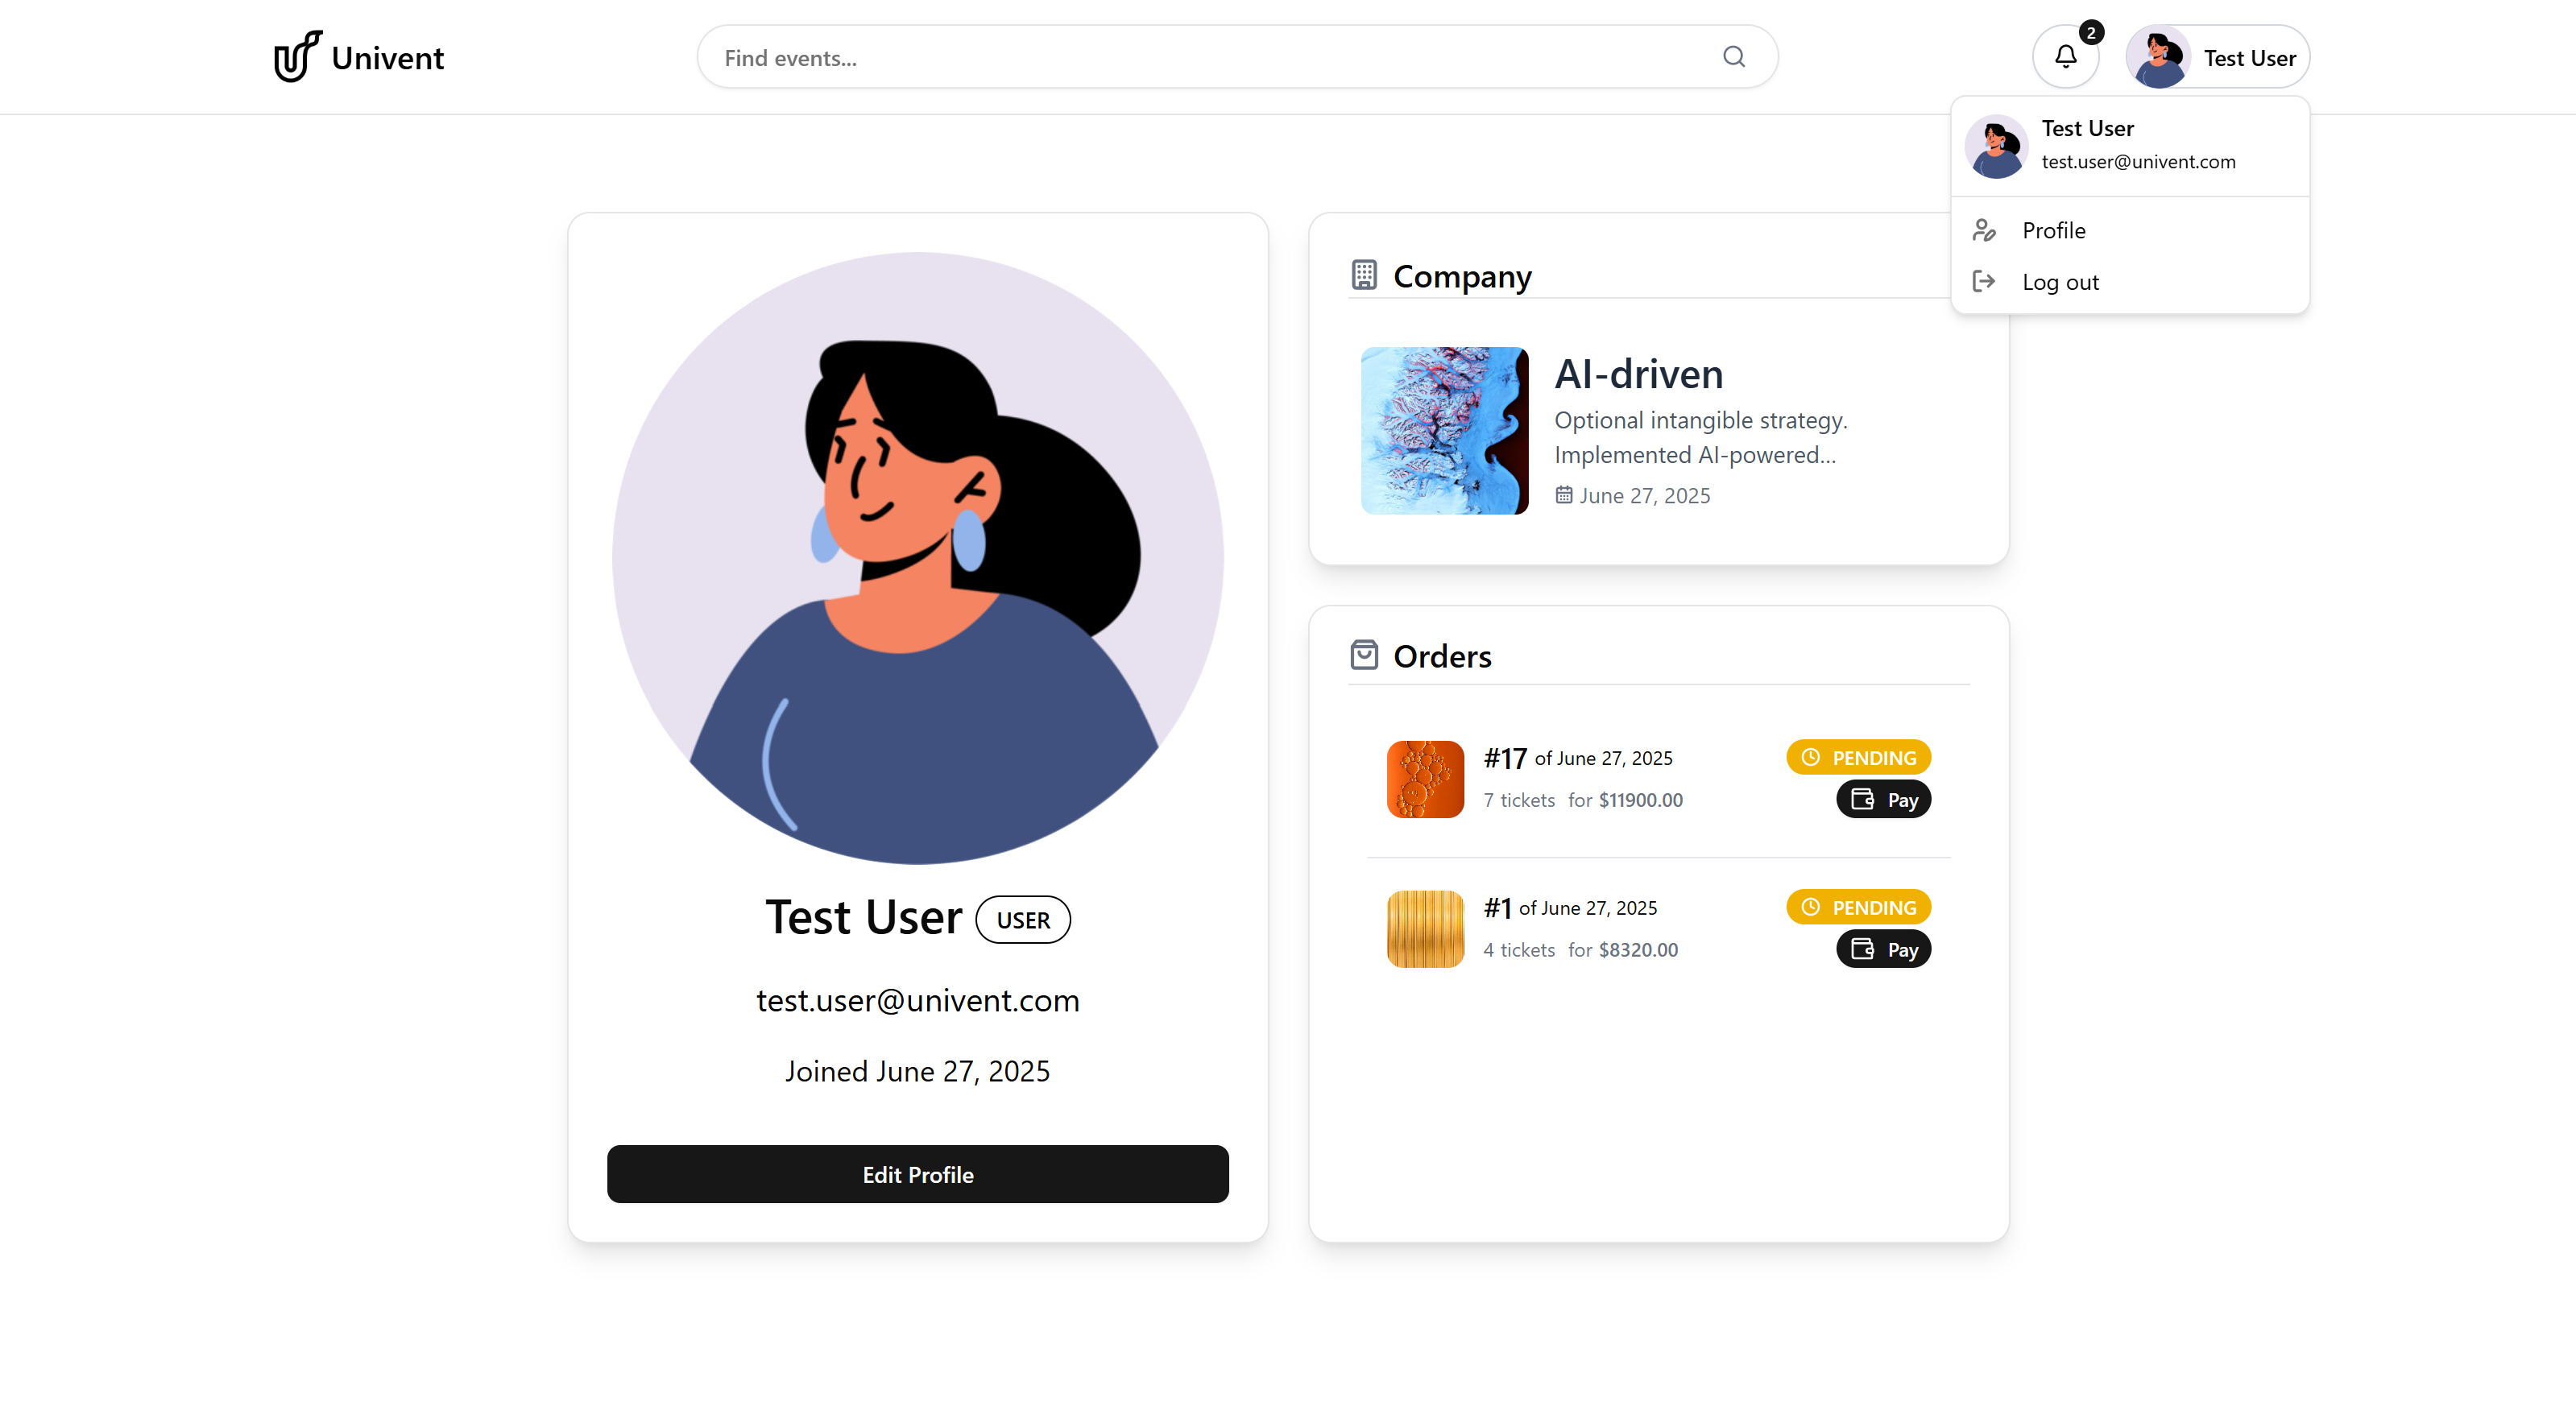 Univent
Find events...
2
Test User
Test User
test.user@univent.com
Profile
Log out
Test User USER
test.user@univent.com
Joined June 27, 2025
Edit Profile
Company
AI-driven
Optional intangible strategy.
Implemented AI-powered...
June 27, 2025
Orders
#17 of June 27, 2025
PENDING
7 tickets for $11900.00
Pay
#1 of June 27, 2025
PENDING
4 tickets for $8320.00
Pay